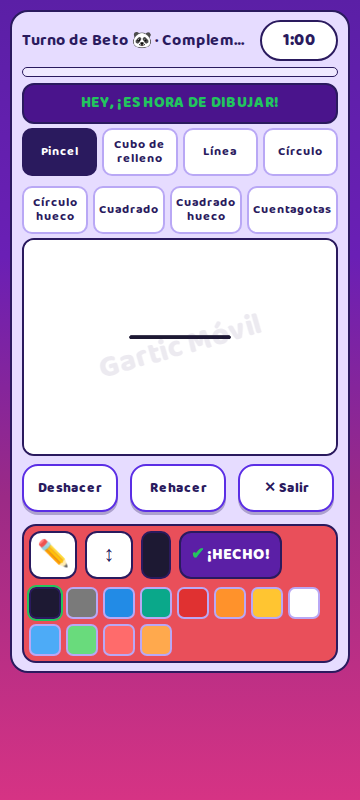 Turno de Beto 🐼 · Complem...
1:00
HEY, ¡ES HORA DE DIBUJAR!
Pincel
Cubo de
relleno
Línea
Círculo
Círculo
hueco
Cuadrado
Cuadrado
hueco
Cuentagotas
Gartic Móvil
Deshacer
Rehacer
✕ Salir
✔ ¡HECHO!